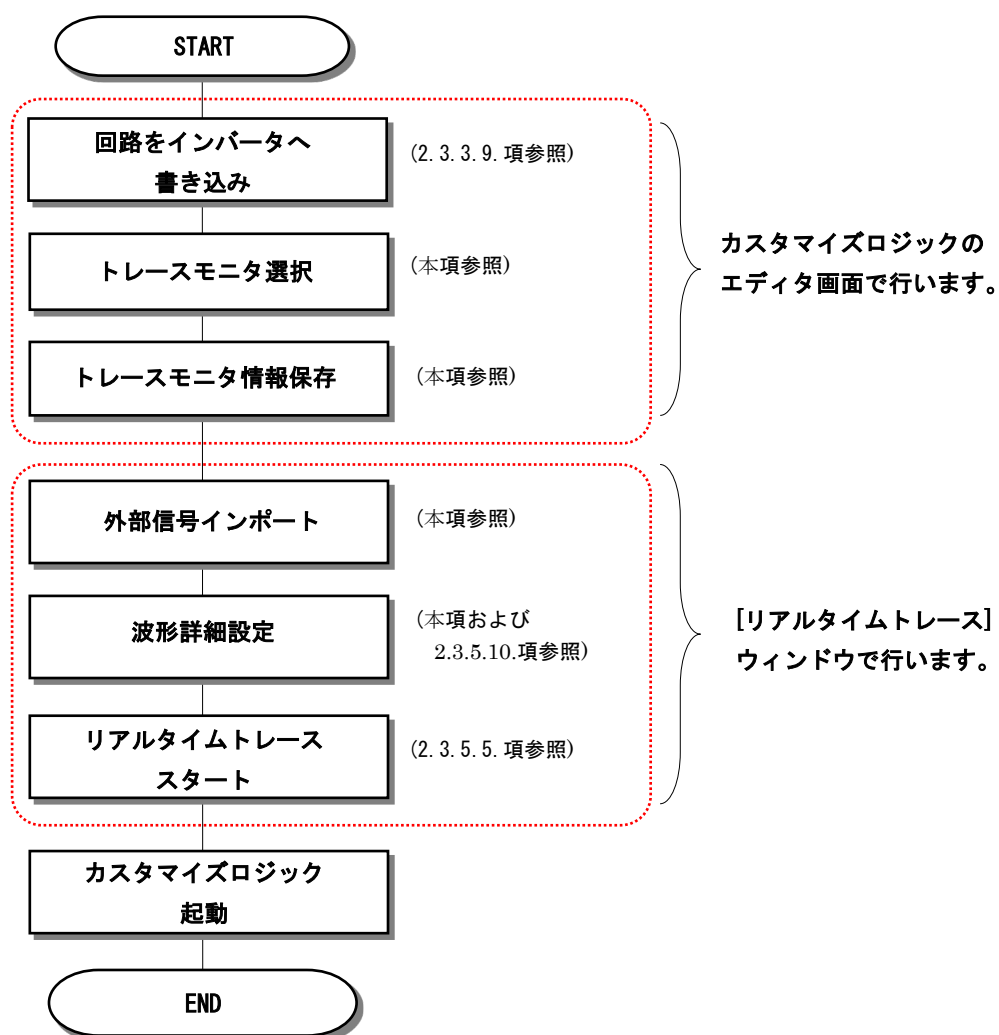 START
回路をインバータへ
書き込み
(2.3.3.9.項参照)
トレースモニタ選択
(本項参照)
トレースモニタ情報保存
(本項参照)
カスタマイズロジックの
エディタ画面で行います。
外部信号インポート
(本項参照)
波形詳細設定
(本項および
2.3.5.10.項参照)
リアルタイムトレース
スタート
(2.3.5.5.項参照)
[リアルタイムトレース]
ウィンドウで行います。
カスタマイズロジック
起動
END